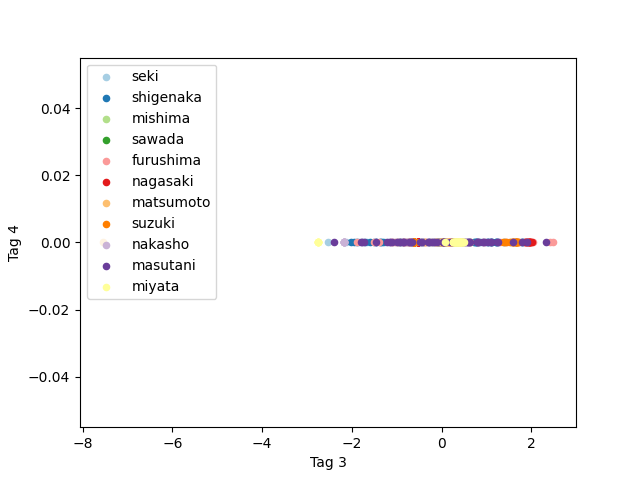 seki
shigenaka
mishima
sawada
furushima
nagasaki
matsumoto
suzuki
nakasho
masutani
miyata
0.04
0.02
0.00
−0.02
−0.04
Tag 4
−8 −6 −4 −2 0 2
Tag 3